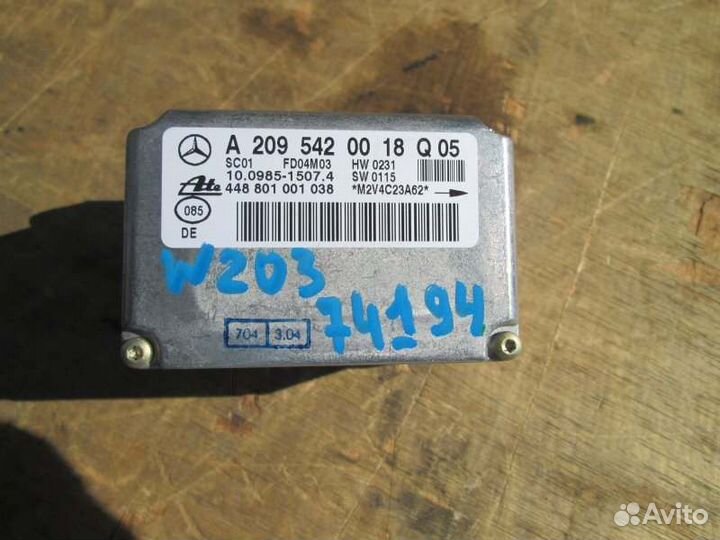 A 209 542 00 18 Q 05
SC01 FD04M03 HW 0231
10.0985-1507.4 SW 0115
Ate 448 801 001 038 *M2V4C23A62*
085
DE
W203
74194
704 3.04
Avito